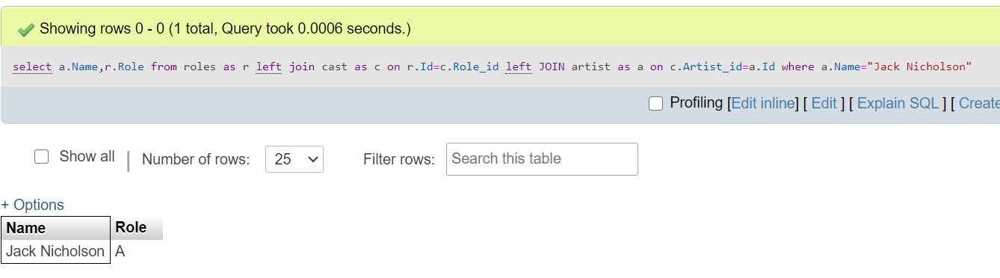 Showing rows 0 - 0 (1 total, Query took 0.0006 seconds.)
select a.Name,r.Role from roles as r left join cast as c on r.Id=c.Role_id left JOIN artist as a on c.Artist_id=a.Id where a.Name="Jack Nicholson"
Profiling [Edit inline] [ Edit ] [ Explain SQL ] [ Create
Show all | Number of rows: 25 Filter rows: Search this table
+ Options
Name Role
Jack Nicholson A